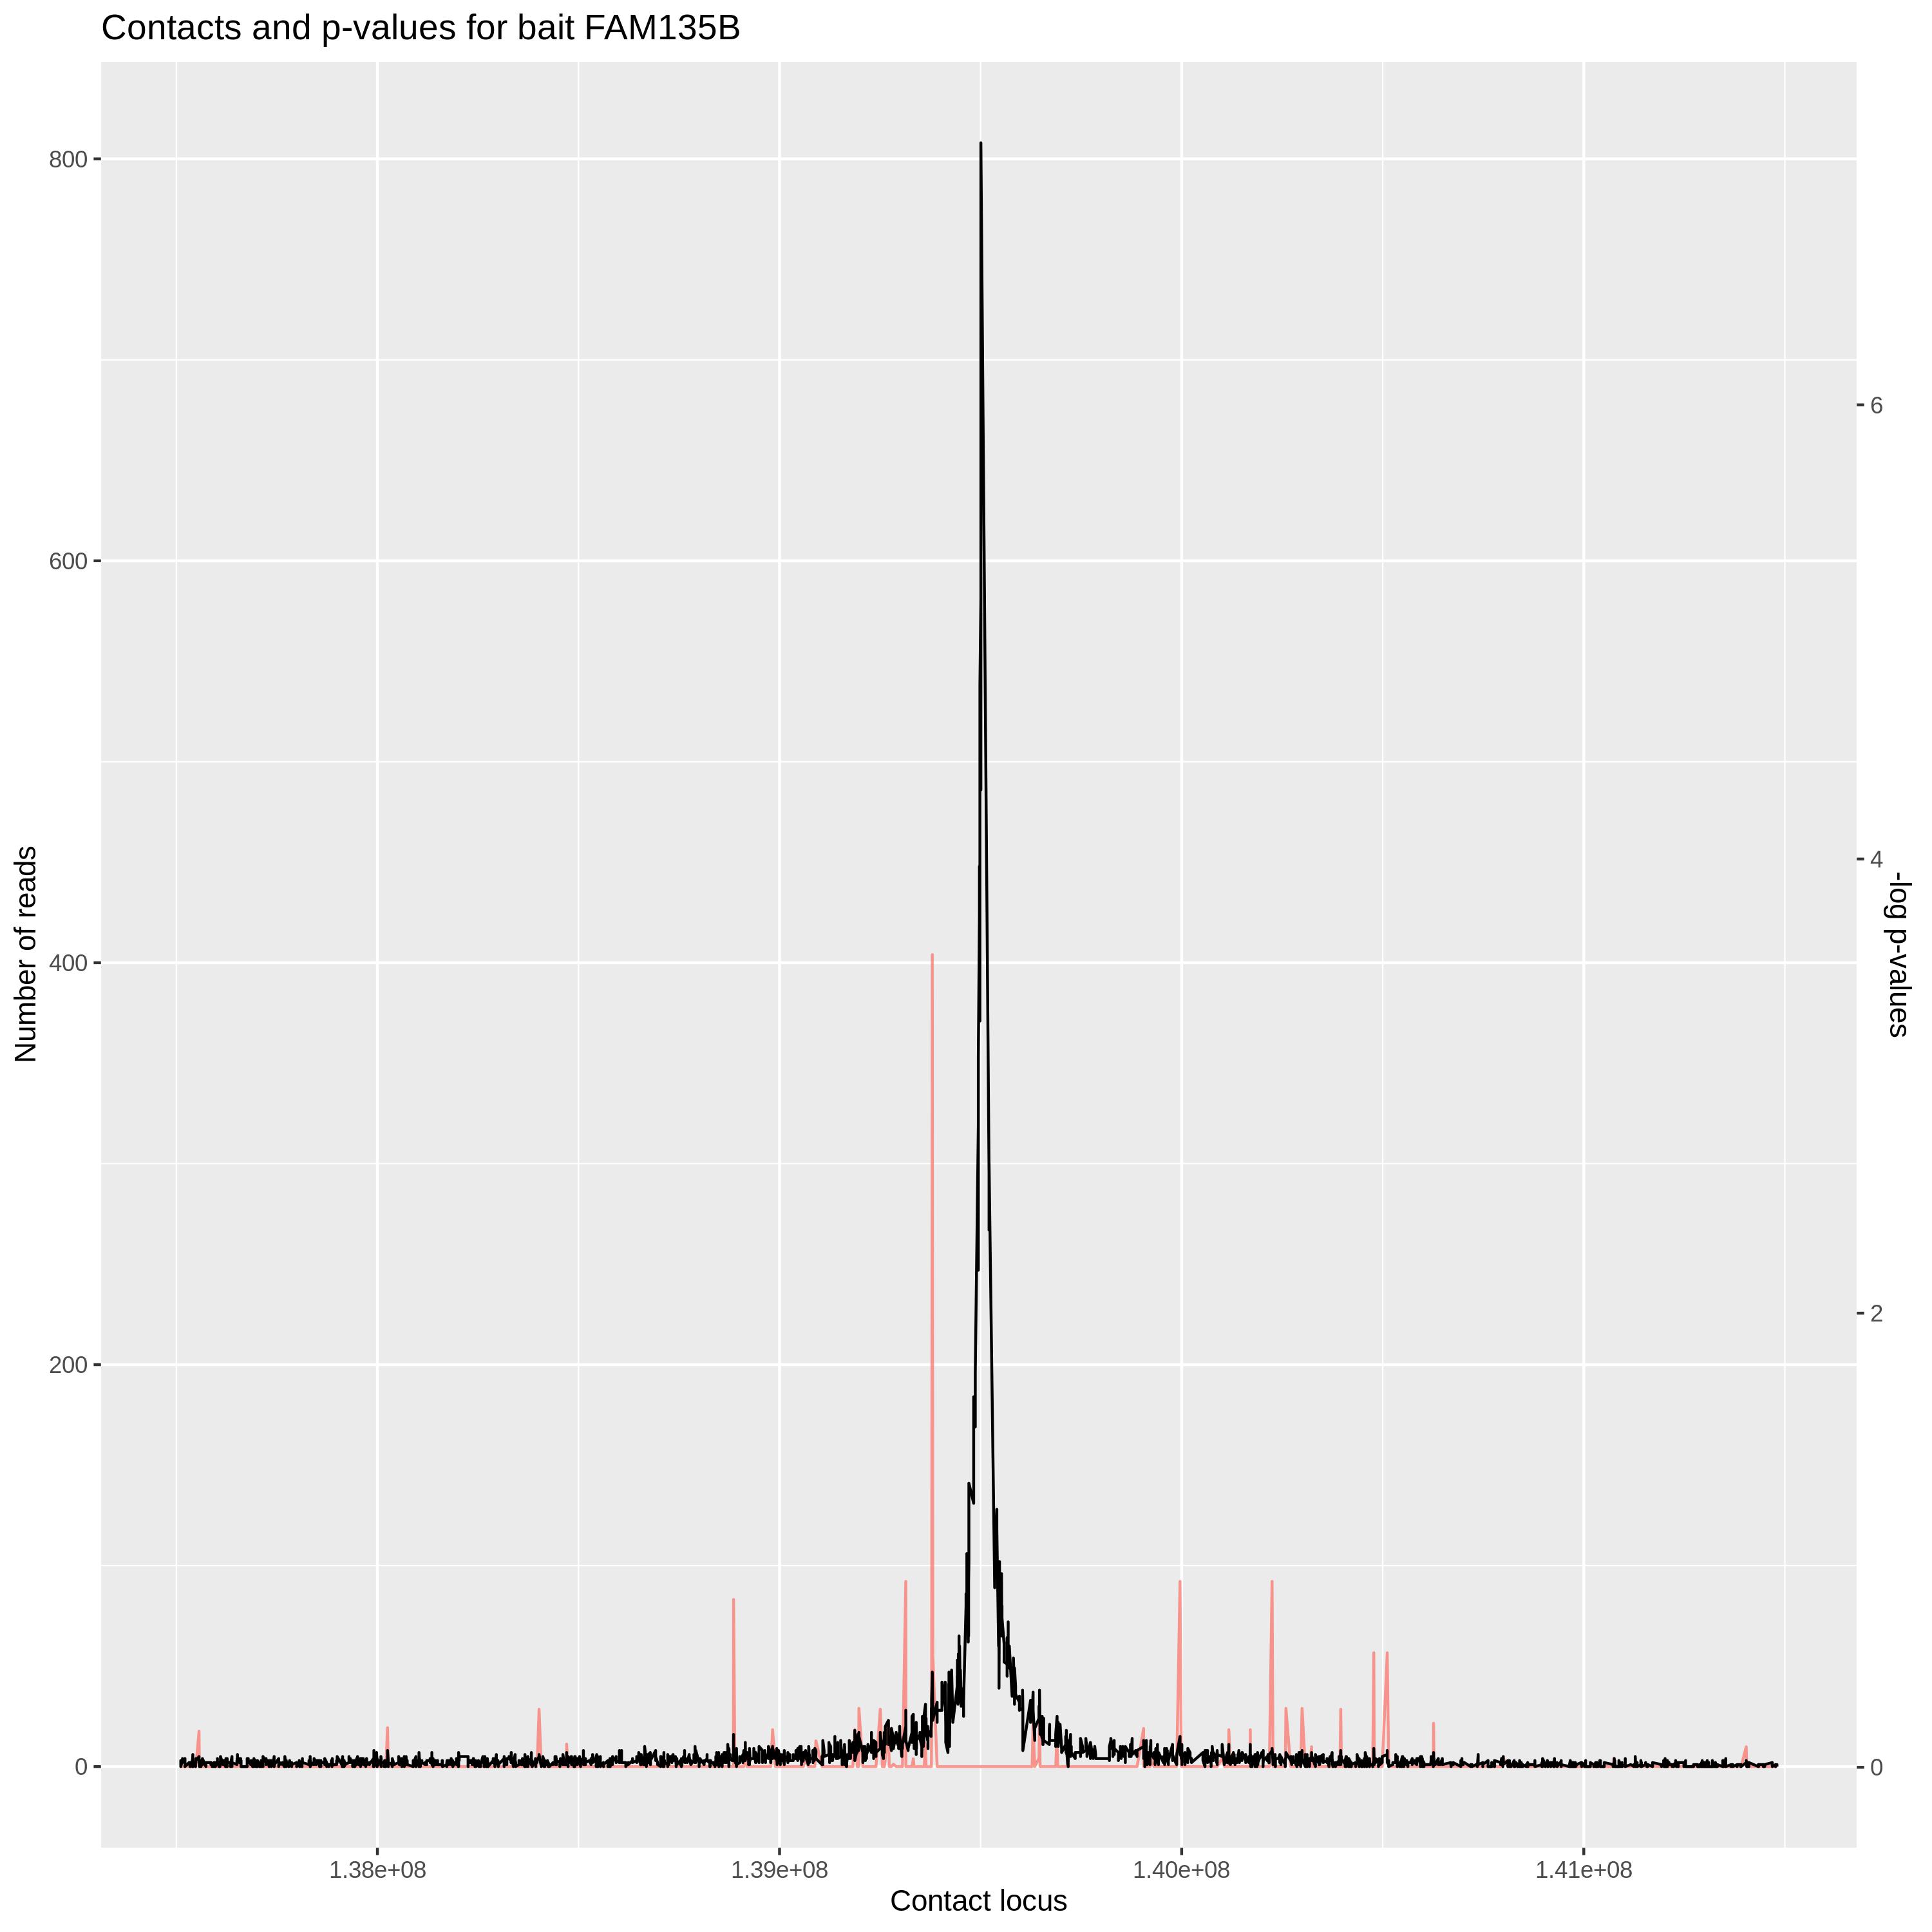 Contacts and p-values for bait FAM135B
800
600
400
200
0
Number of reads
6
4
2
0
-log p-values
1.38e+08
1.39e+08
1.40e+08
1.41e+08
Contact locus